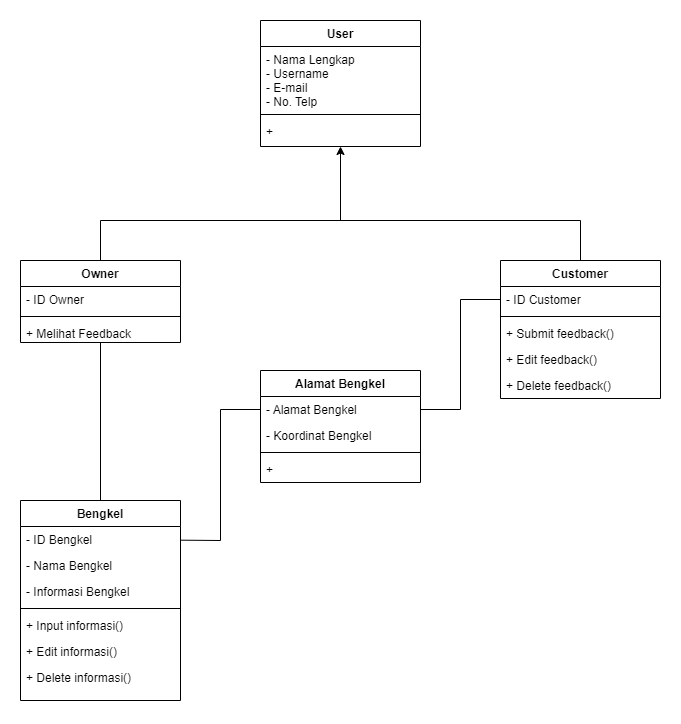 User
- Nama Lengkap
- Username
- E-mail
- No. Telp
+
Owner
- ID Owner
+ Melihat Feedback
Customer
- ID Customer
+ Submit feedback()
+ Edit feedback()
+ Delete feedback()
Alamat Bengkel
- Alamat Bengkel
- Koordinat Bengkel
+
Bengkel
- ID Bengkel
- Nama Bengkel
- Informasi Bengkel
+ Input informasi()
+ Edit informasi()
+ Delete informasi()